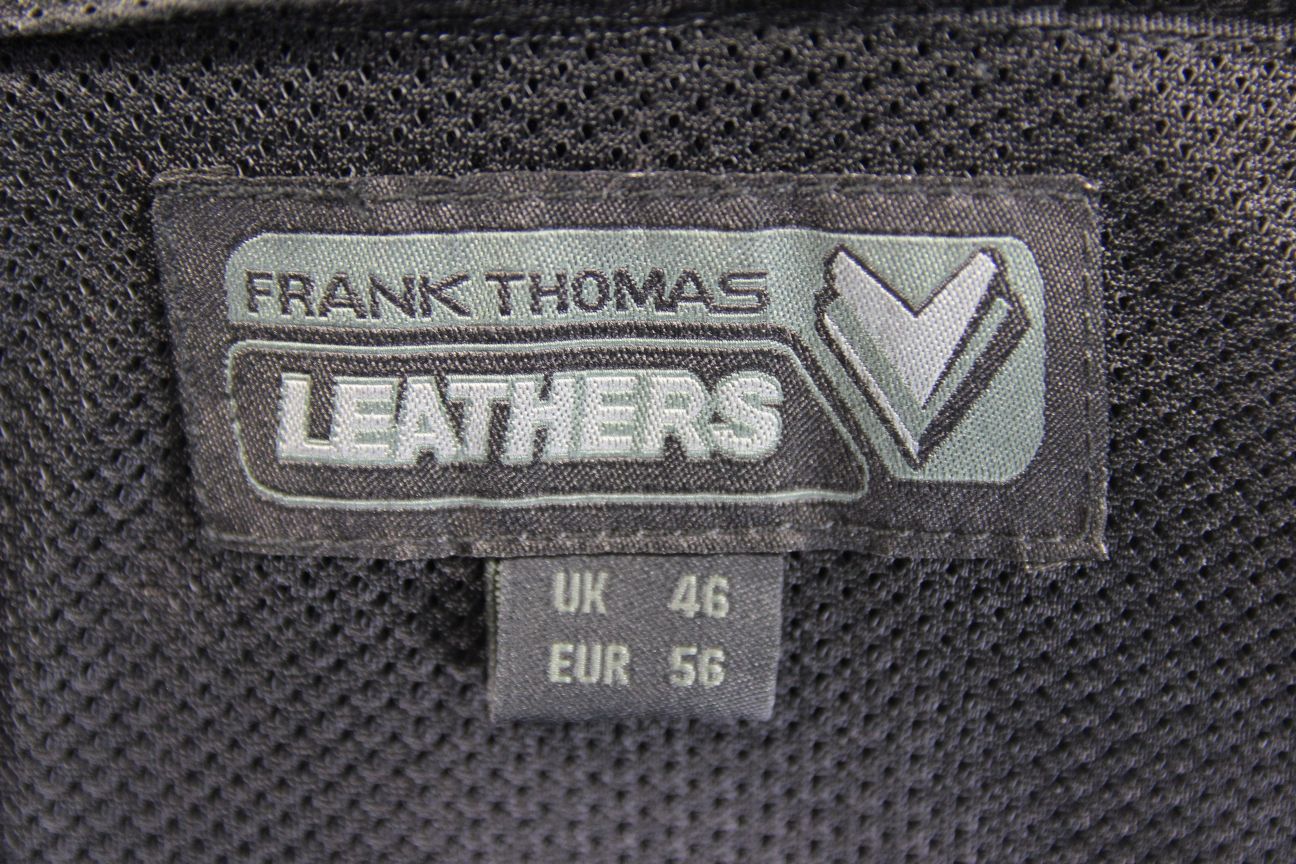 FRANK THOMAS
LEATHERS
UK 46
EUR 56